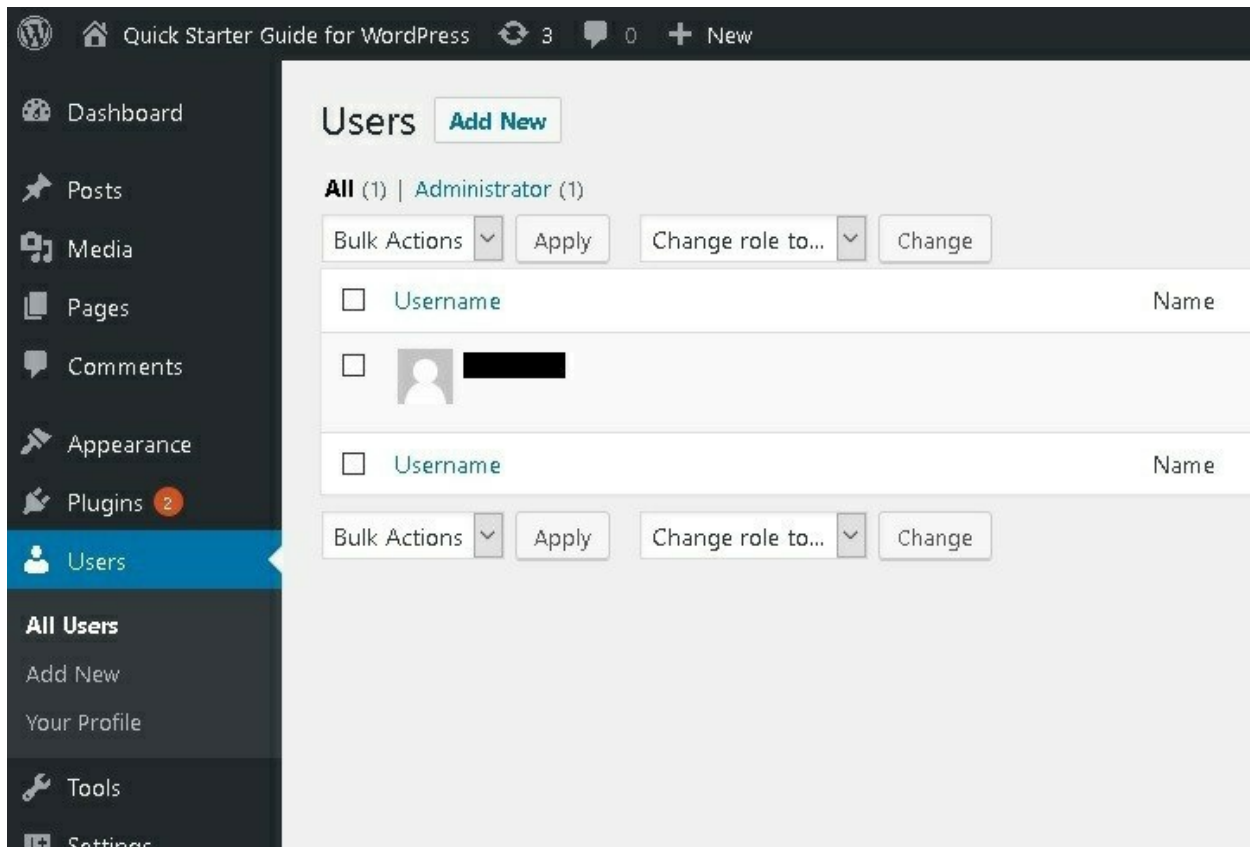 Quick Starter Guide for WordPress 3 0 + New
Dashboard
Posts
Media
Pages
Comments
Appearance
Plugins 2
Users
All Users
Add New
Your Profile
Tools
Settings
Users Add New
All (1) | Administrator (1)
Bulk Actions Apply Change role to... Change
Username Name
Username Name
Bulk Actions Apply Change role to... Change